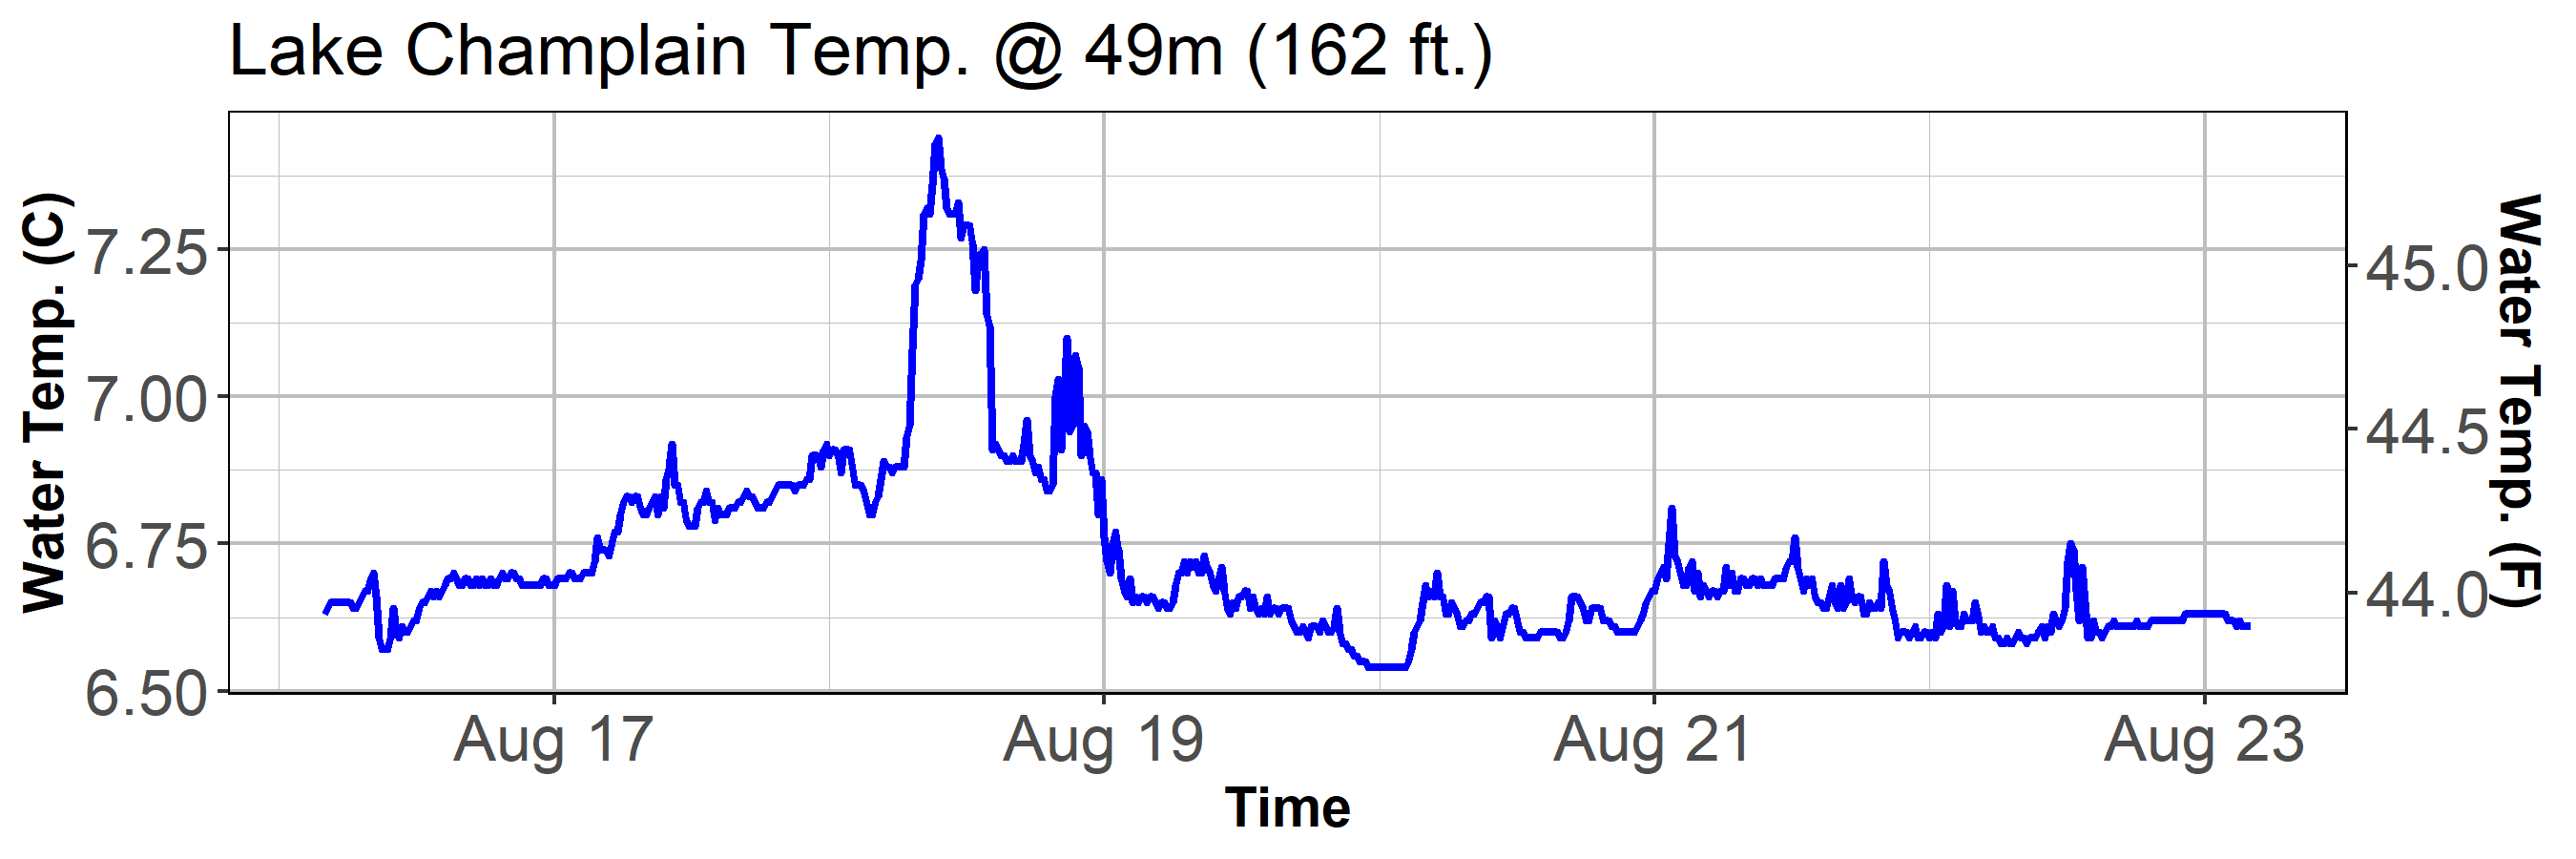 Lake Champlain Temp. @ 49m (162 ft.)
Water Temp. (C)
7.25
7.00
6.75
6.50
45.0
44.5
44.0
Water Temp. (F)
Aug 17
Aug 19
Aug 21
Aug 23
Time